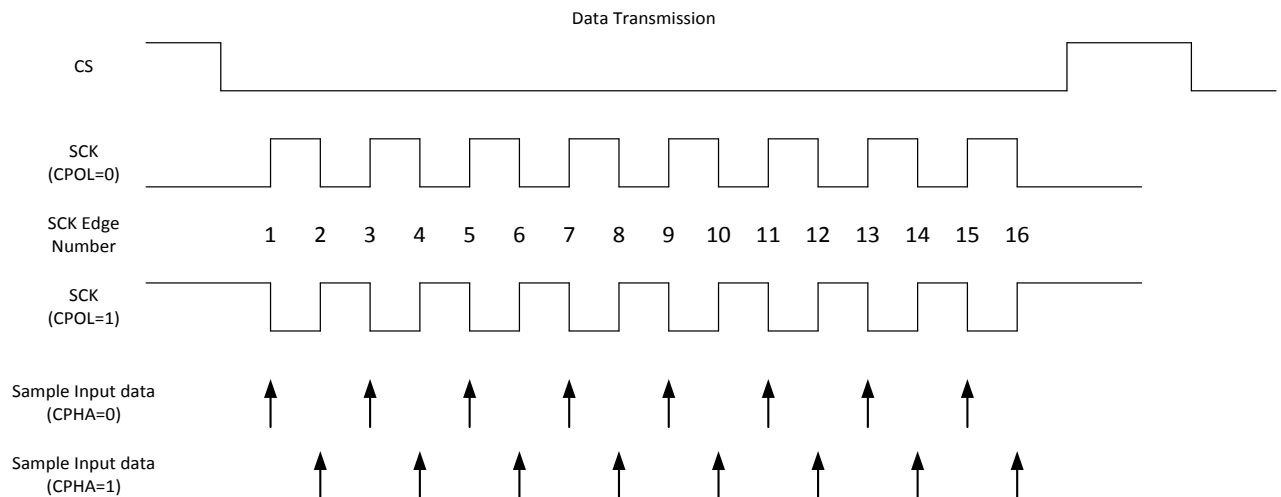 Data Transmission
CS
SCK
(CPOL=0)
SCK Edge
Number
1 2 3 4 5 6 7 8 9 10 11 12 13 14 15 16
SCK
(CPOL=1)
Sample Input data
(CPHA=0)
Sample Input data
(CPHA=1)